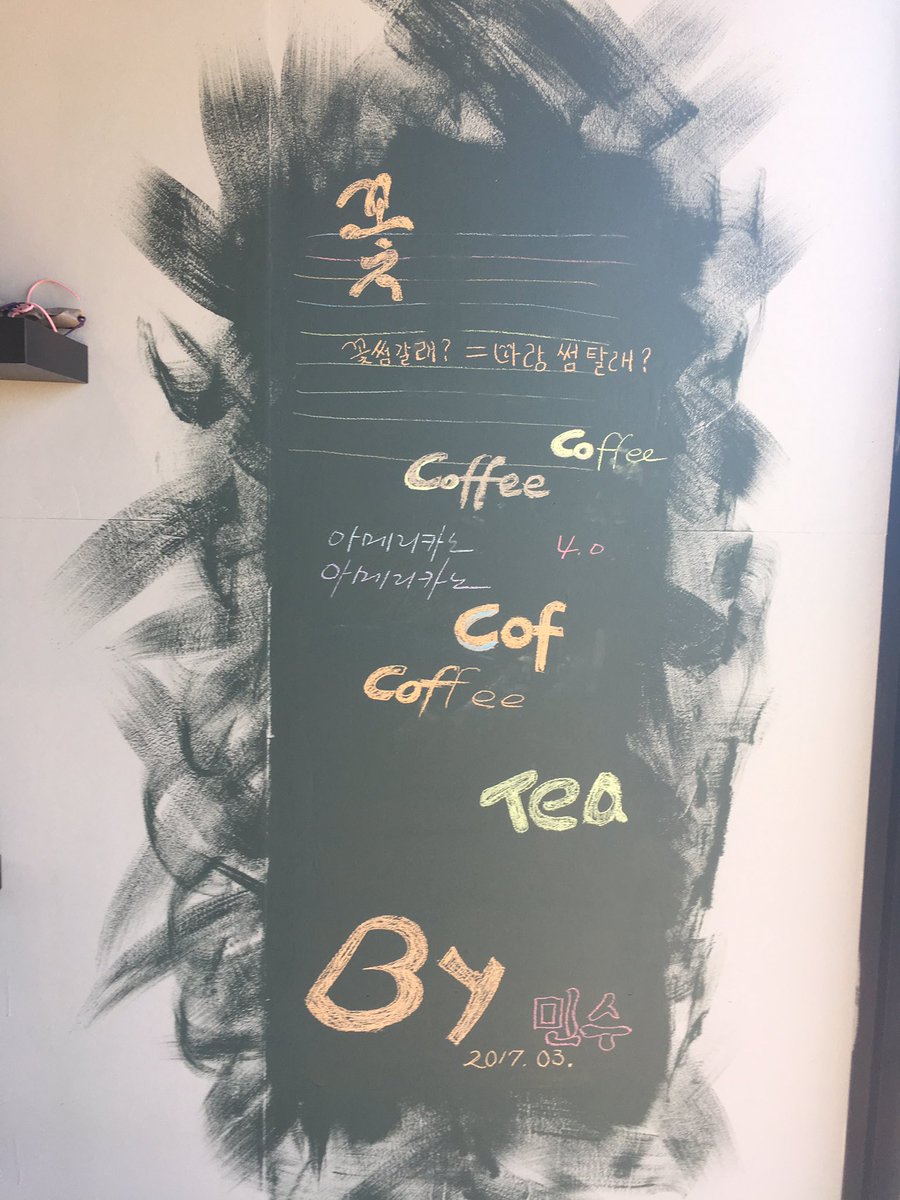 꽃
꽃썸갈래? = 나랑 썸탈래?
Coffee
Coffee
아메리카노 4.0
아메리카노
Cof
Coffee
Tea
By 민수
2017. 03.